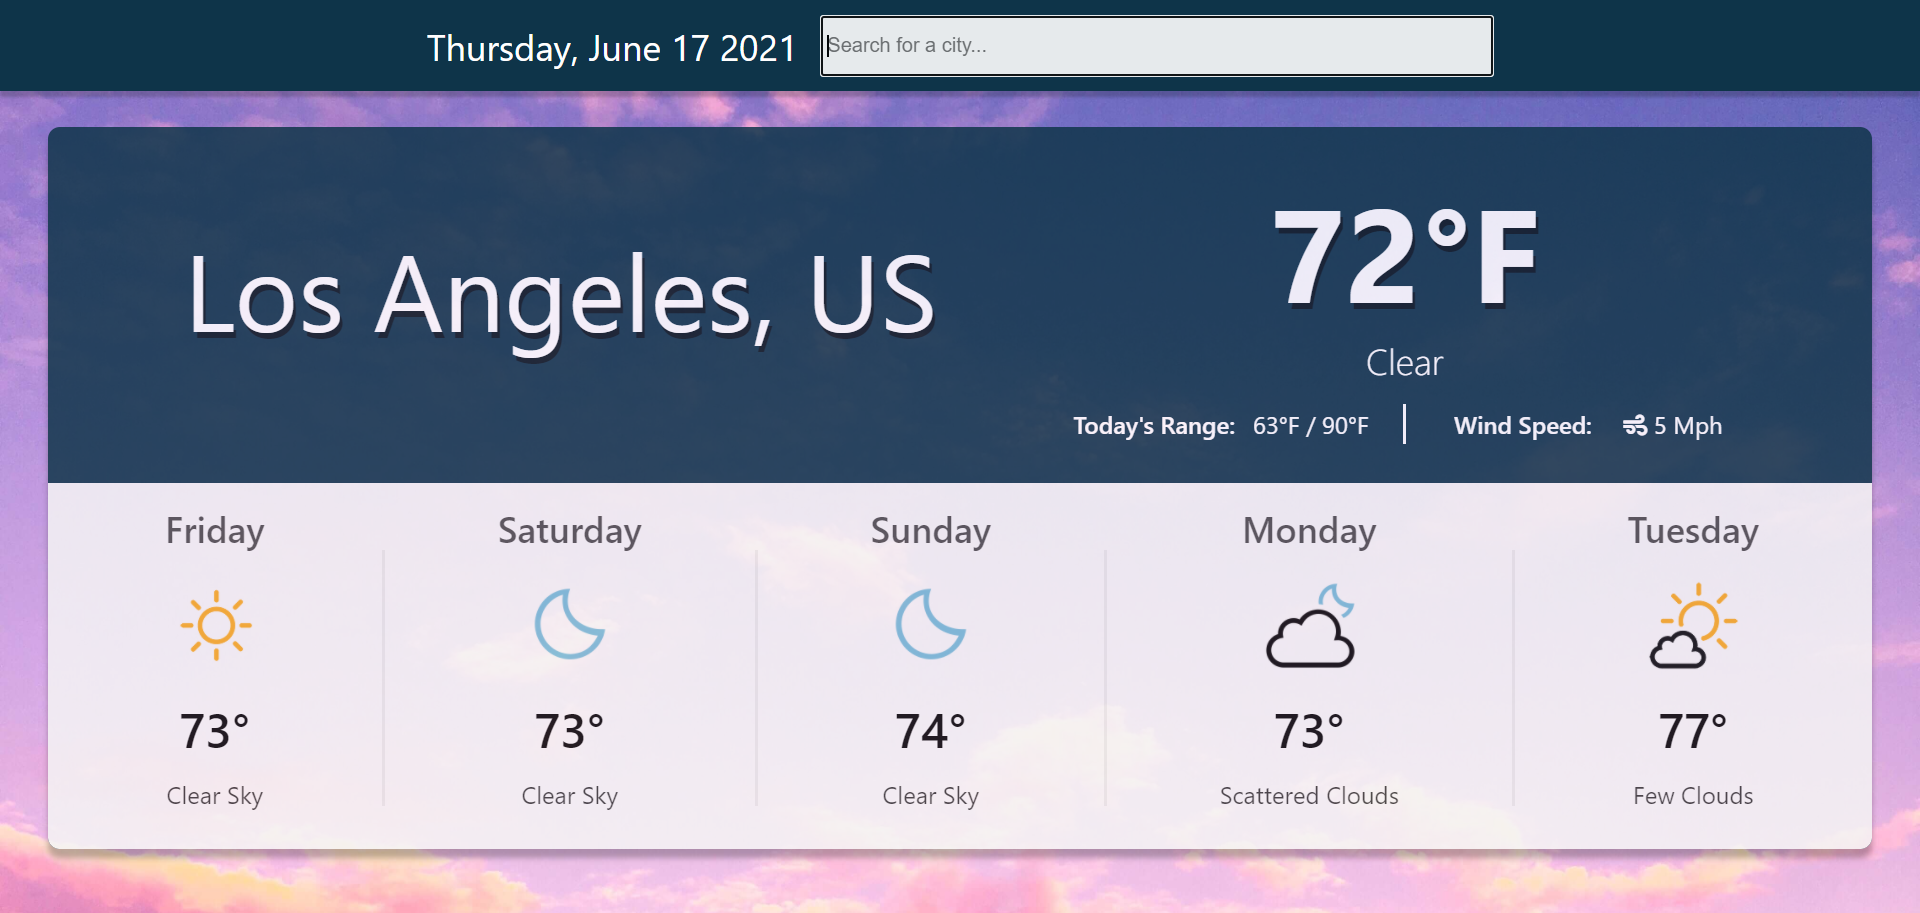 Thursday, June 17 2021
Search for a city...
Los Angeles, US
72°F
Clear
Today's Range: 63°F / 90°F
Wind Speed: 5 Mph
Friday
73°
Clear Sky
Saturday
73°
Clear Sky
Sunday
74°
Clear Sky
Monday
73°
Scattered Clouds
Tuesday
77°
Few Clouds